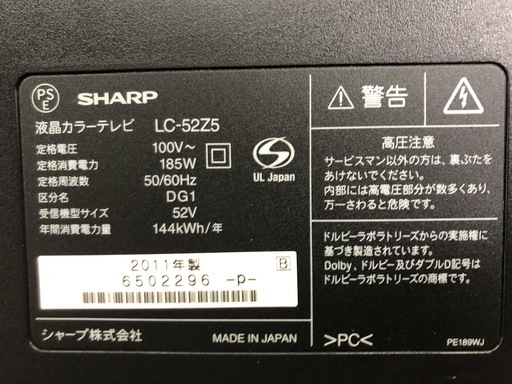 PS
E
SHARP
液晶カラーテレビ LC-52Z5
定格電圧 100V～
定格消費電力 185W
定格周波数 50/60Hz
区分名 DG1
受信機型サイズ 52V
年間消費電力量 144kWh/年
UL Japan
2011年製 B
6502296 -p-
シャープ株式会社 MADE IN JAPAN
警告
高圧注意
サービスマン以外の方は、裏ぶたを
あけないでください。
内部には高電圧部分が数多くあり、
万一さわると危険です。
ドルビーラボラトリーズからの実施権に
基づき製造されています。
Dolby、ドルビー及びダブルD記号は
ドルビーラボラトリーズの商標です。
>PC<
PE189WJ